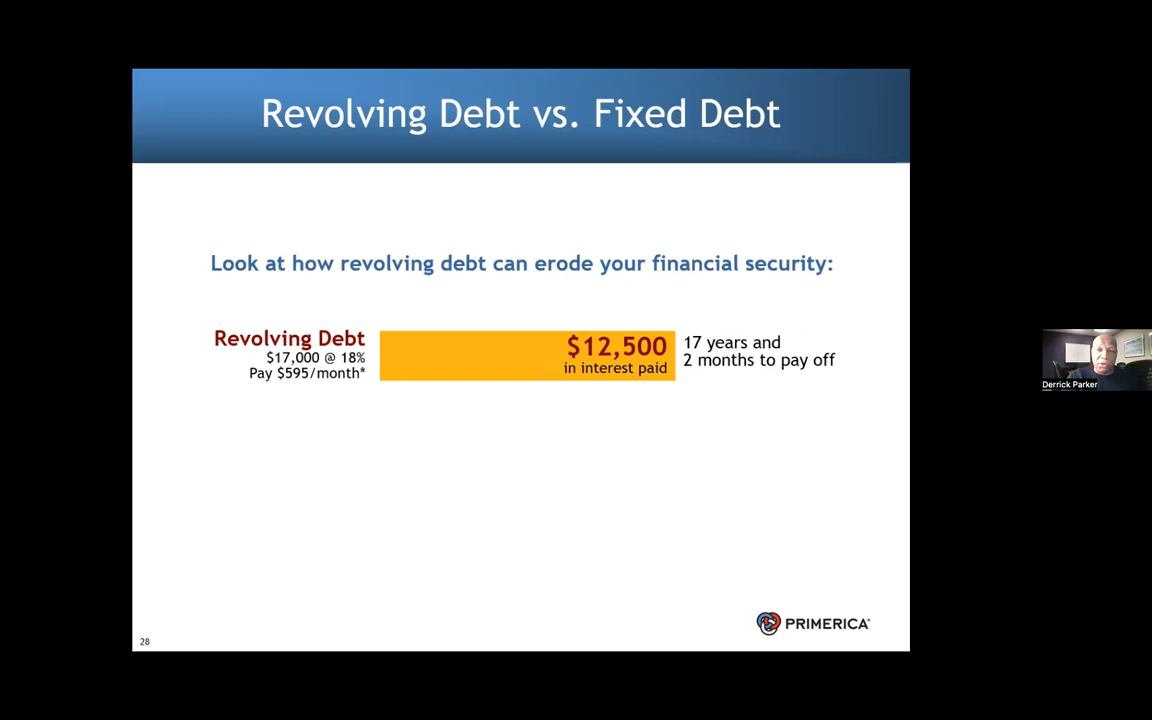 Revolving Debt vs. Fixed Debt
Look at how revolving debt can erode your financial security:
Revolving Debt
$17,000 @ 18%
Pay $595/month*
$12,500
in interest paid
17 years and
2 months to pay off
Derrick Parker
PRIMERICA®
28